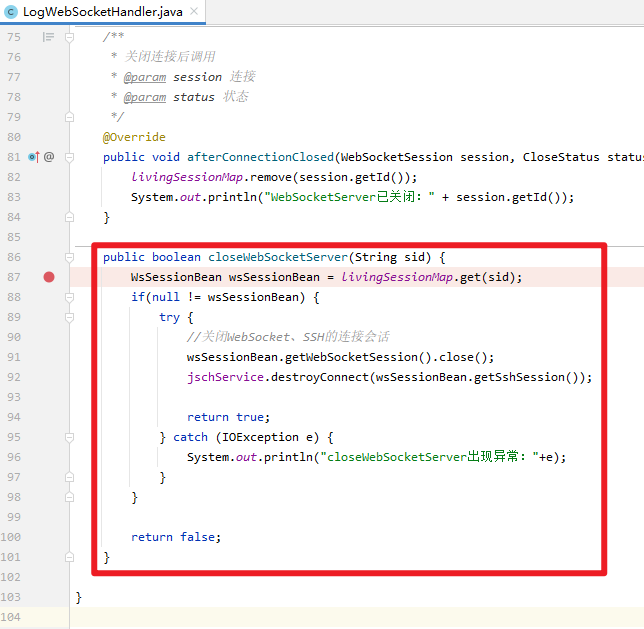 LogWebSocketHandler.java
75 /**
76 * 关闭连接后调用
77 * @param session 连接
78 * @param status 状态
79 */
80 @Override
81 public void afterConnectionClosed(WebSocketSession session, CloseStatus status
82 livingSessionMap.remove(session.getId());
83 System.out.println("WebSocketServer已关闭：" + session.getId());
84 }
85
86 public boolean closeWebSocketServer(String sid) {
87 WsSessionBean wsSessionBean = livingSessionMap.get(sid);
88 if(null != wsSessionBean) {
89 try {
90 //关闭WebSocket、SSH的连接会话
91 wsSessionBean.getWebSocketSession().close();
92 jschService.destroyConnect(wsSessionBean.getSshSession());
93
94 return true;
95 } catch (IOException e) {
96 System.out.println("closeWebSocketServer出现异常："+e);
97 }
98 }
99
100 return false;
101 }
102
103 }
104